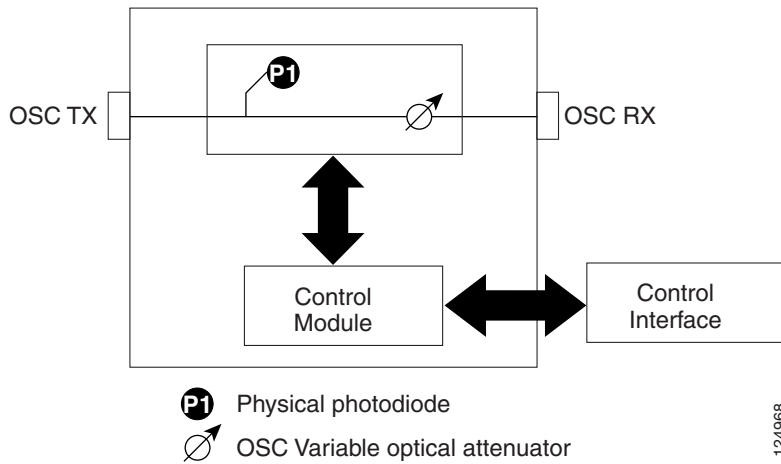 P1
OSC TX
OSC RX
Control
Module
Control
Interface
P1 Physical photodiode
OSC Variable optical attenuator
124968